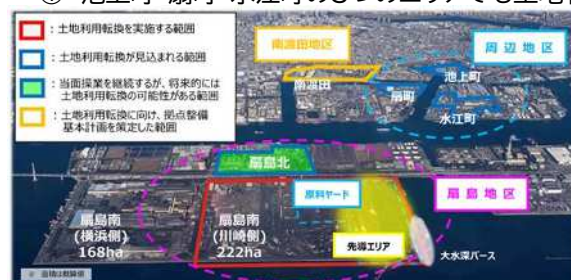 ：土地利用転換を実施する範囲
：土地利用転換が見込まれる範囲
：当面操業を継続するが、将来的には
土地利用転換の可能性がある範囲
：土地利用転換に向け、拠点整備
基本計画を策定した範囲
南渡田地区
周辺地区
南渡田
池上町
扇町
水江町
扇島北
原料ヤード
扇島地区
扇島南
(横浜側)
168ha
扇島南
(川崎側)
222ha
先導エリア
大水深バース